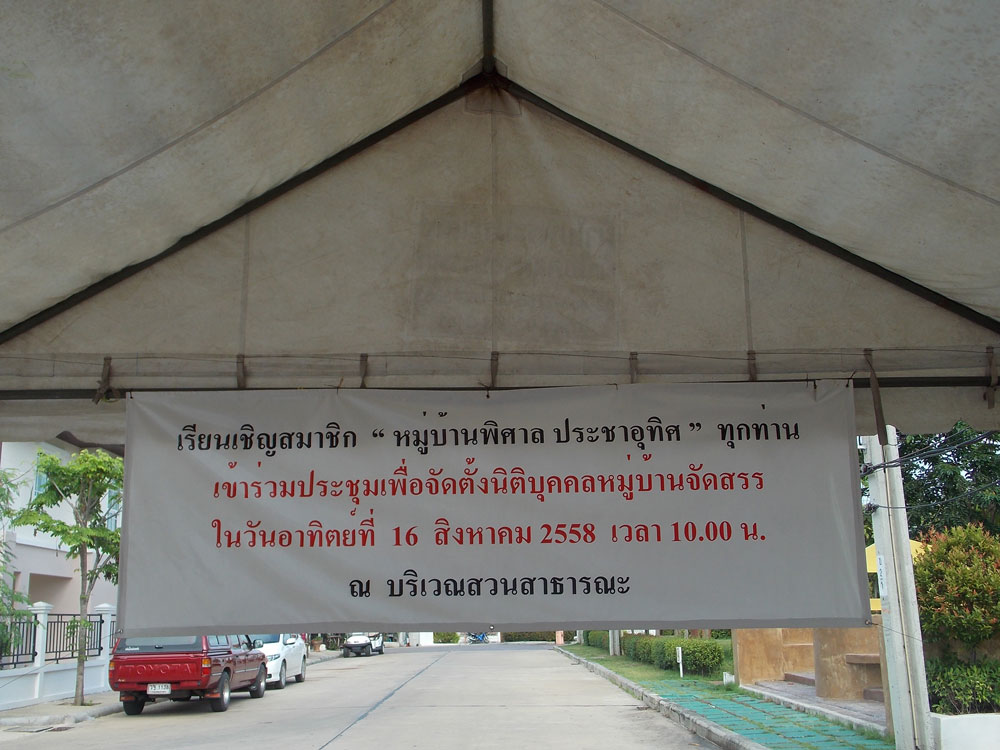 เรียนเชิญสมาชิก “ หมู่บ้านพิศาล ประชาอุทิศ ” ทุกท่าน
เข้าร่วมประชุมเพื่อจัดตั้งนิติบุคคลหมู่บ้านจัดสรร
ในวันอาทิตย์ที่ 16 สิงหาคม 2558 เวลา 10.00 น.
ณ บริเวณสวนสาธารณะ
TOYOTA